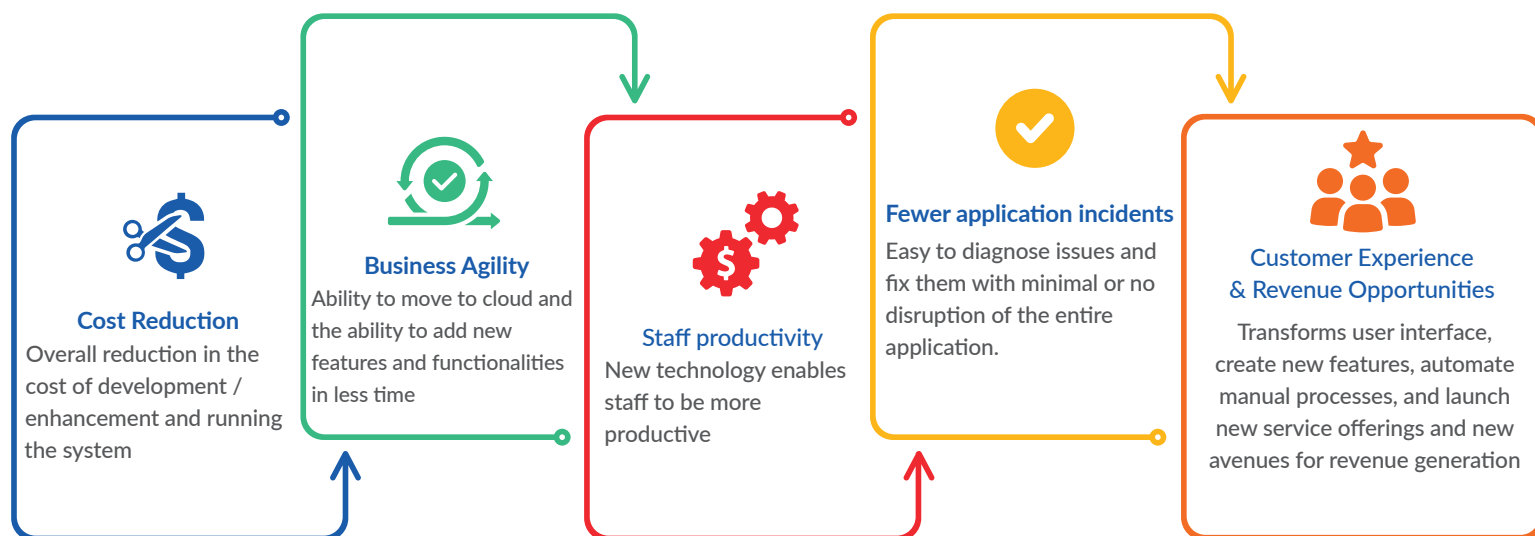 Cost Reduction
Overall reduction in the
cost of development /
enhancement and running
the system
Business Agility
Ability to move to cloud and
the ability to add new
features and functionalities
in less time
$
Staff productivity
New technology enables
staff to be more
productive
Fewer application incidents
Easy to diagnose issues and
fix them with minimal or no
disruption of the entire
application.
Customer Experience
& Revenue Opportunities
Transforms user interface,
create new features, automate
manual processes, and launch
new service offerings and new
avenues for revenue generation